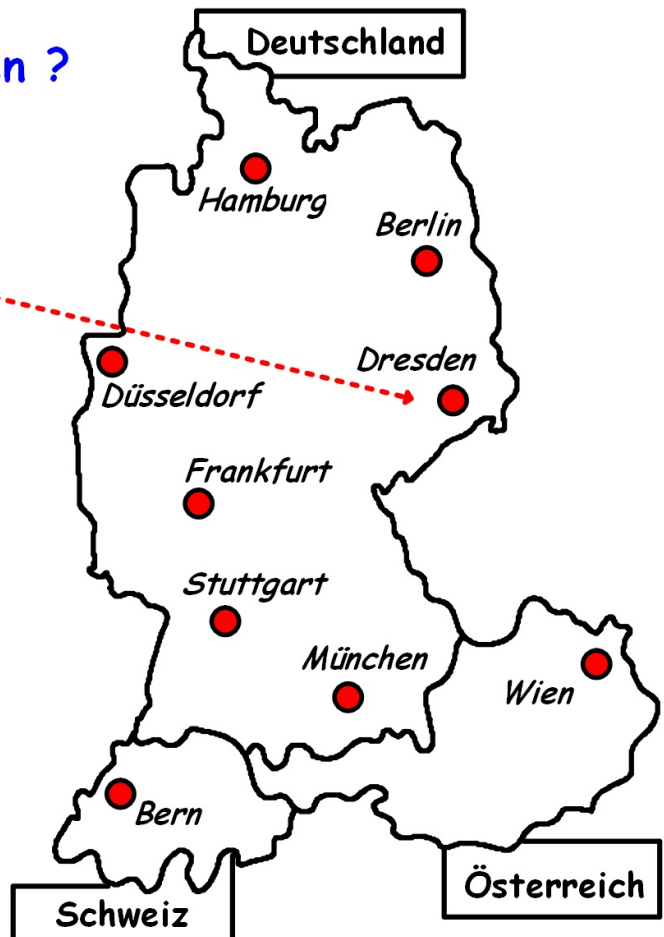 Deutschland
n ?
Hamburg
Berlin
Dresden
Düsseldorf
Frankfurt
Stuttgart
München
Wien
Bern
Österreich
Schweiz